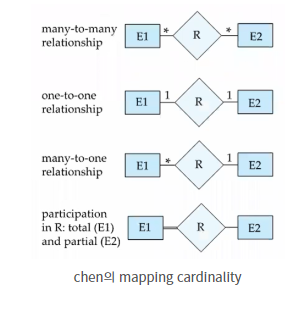 many-to-many
relationship
E1 * R * E2
one-to-one
relationship
E1 1 R 1 E2
many-to-one
relationship
E1 * R 1 E2
participation
in R: total (E1)
and partial (E2)
E1 R E2
chen의 mapping cardinality